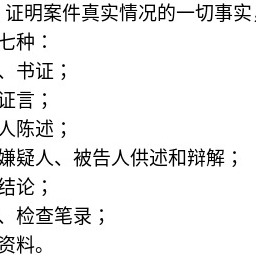 证明案件真实情况的一切事实，
七种：
、书证；
证言；
人陈述；
嫌疑人、被告人供述和辩解；
结论；
、检查笔录；
资料。